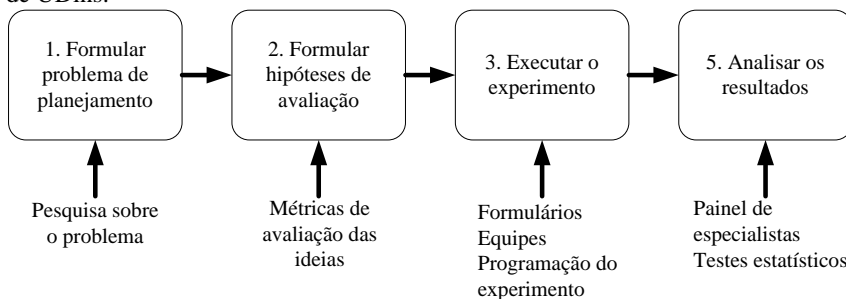 de UDhs.
1. Formular
problema de
planejamento
2. Formular
hipóteses de
avaliação
3. Executar o
experimento
5. Analisar os
resultados
Pesquisa sobre
o problema
Métricas de
avaliação das
ideias
Formulários
Equipes
Programação do
experimento
Painel de
especialistas
Testes estatísticos